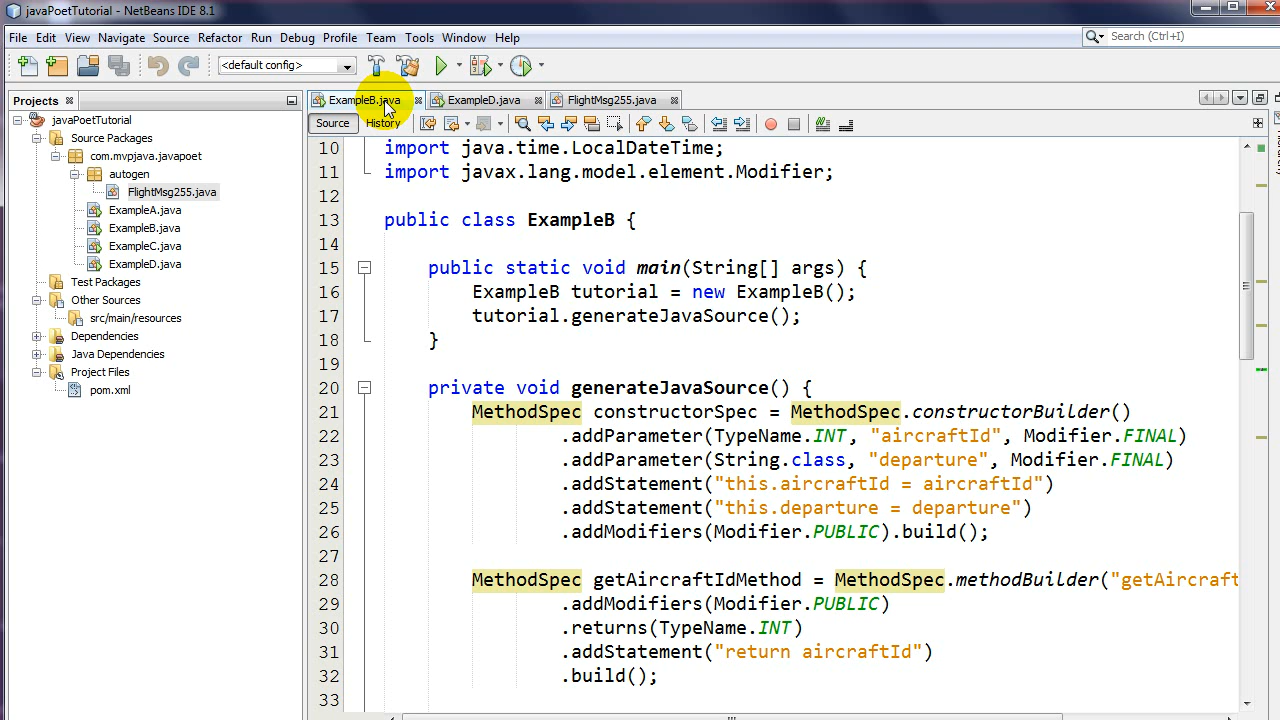 javaPoetTutorial - NetBeans IDE 8.1
File Edit View Navigate Source Refactor Run Debug Profile Team Tools Window Help
Search (Ctrl+I)
<default config>
Projects
javaPoetTutorial
Source Packages
com.mvpjava.javapoet
autogen
FlightMsg255.java
ExampleA.java
ExampleB.java
ExampleC.java
ExampleD.java
Test Packages
Other Sources
src/main/resources
Dependencies
Java Dependencies
Project Files
pom.xml
ExampleB.java ExampleD.java FlightMsg255.java
Source History
10 import java.time.LocalDateTime;
11 import javax.lang.model.element.Modifier;
12
13 public class ExampleB {
14
15 public static void main(String[] args) {
16 ExampleB tutorial = new ExampleB();
17 tutorial.generateJavaSource();
18 }
19
20 private void generateJavaSource() {
21 MethodSpec constructorSpec = MethodSpec.constructorBuilder()
22 .addParameter(TypeName.INT, "aircraftId", Modifier.FINAL)
23 .addParameter(String.class, "departure", Modifier.FINAL)
24 .addStatement("this.aircraftId = aircraftId")
25 .addStatement("this.departure = departure")
26 .addModifiers(Modifier.PUBLIC).build();
27
28 MethodSpec getAircraftIdMethod = MethodSpec.methodBuilder("getAircraft
29 .addModifiers(Modifier.PUBLIC)
30 .returns(TypeName.INT)
31 .addStatement("return aircraftId")
32 .build();
33